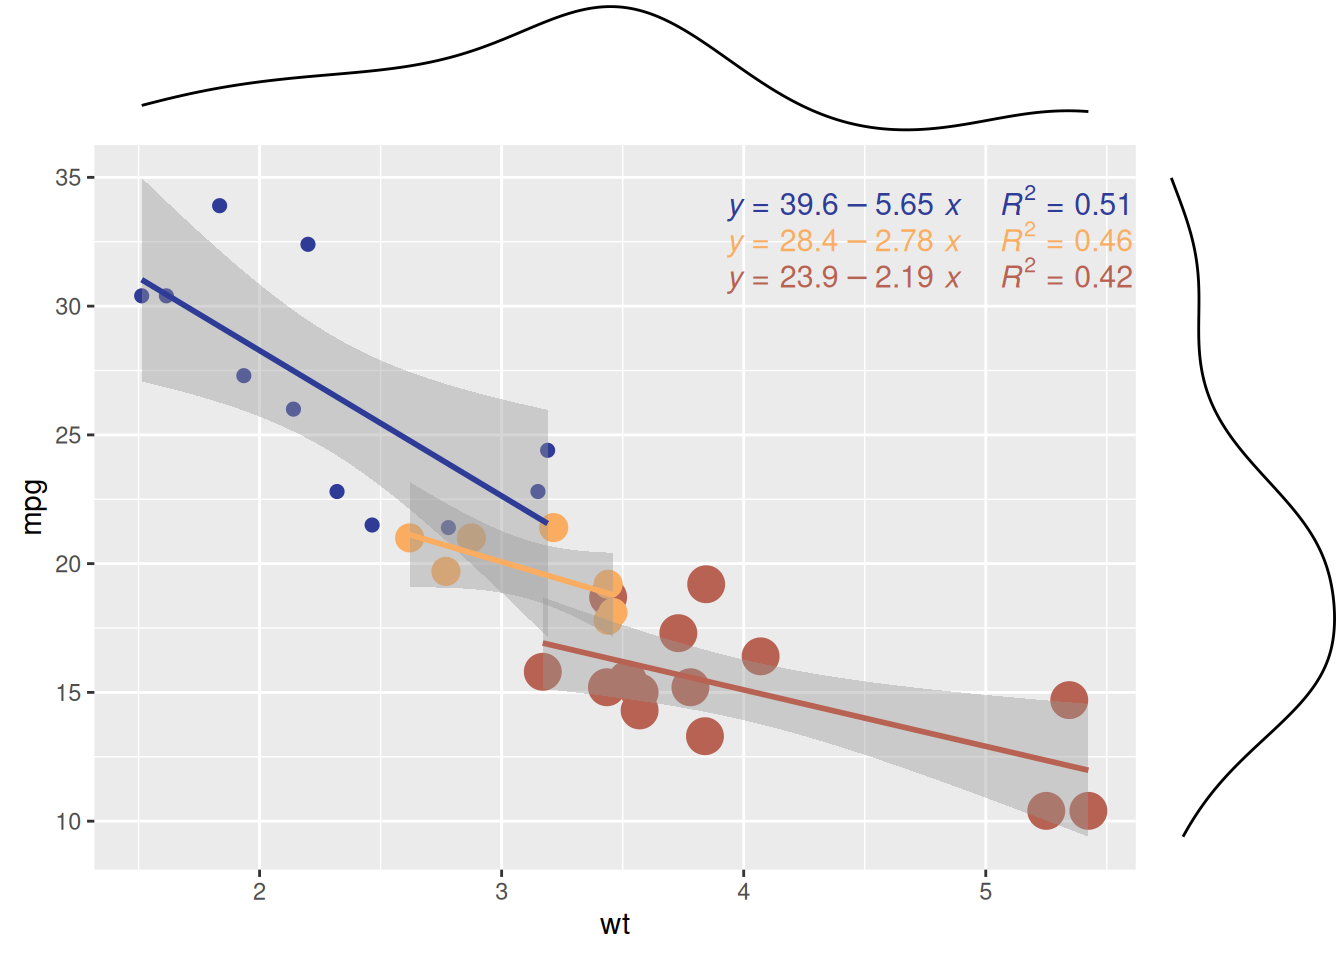 y = 39.6 − 5.65 x R² = 0.51
y = 28.4 − 2.78 x R² = 0.46
y = 23.9 − 2.19 x R² = 0.42
35
30
25
20
15
10
mpg
2 3 4 5
wt